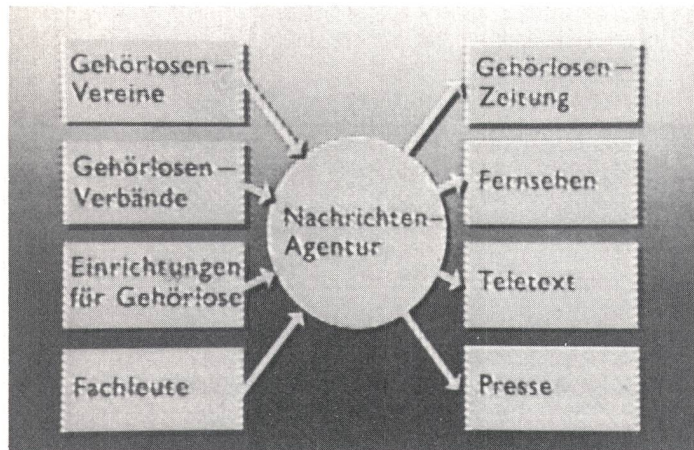 Gehörlosen-
Vereine
Gehörlosen-
Verbände
Einrichtungen
für Gehörlose
Fachleute
Nachrichten-
Agentur
Gehörlosen-
Zeitung
Fernsehen
Teletext
Presse